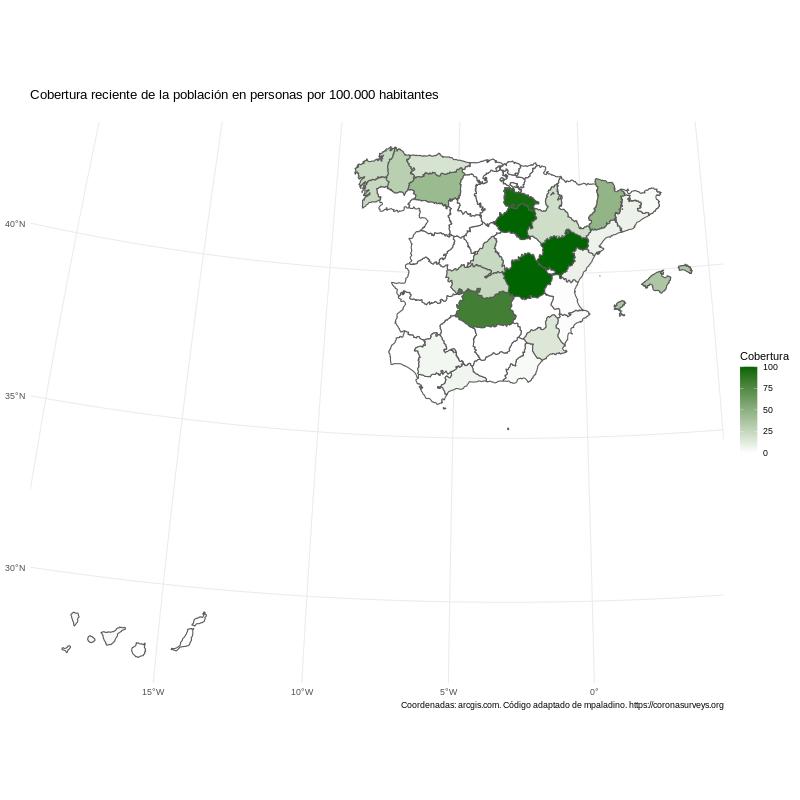 Cobertura reciente de la población en personas por 100.000 habitantes
40°N
35°N
30°N
15°W
10°W
5°W
0°
Cobertura
100
75
50
25
0
Coordenadas: arcgis.com. Código adaptado de mpaladino. https://coronasurveys.org